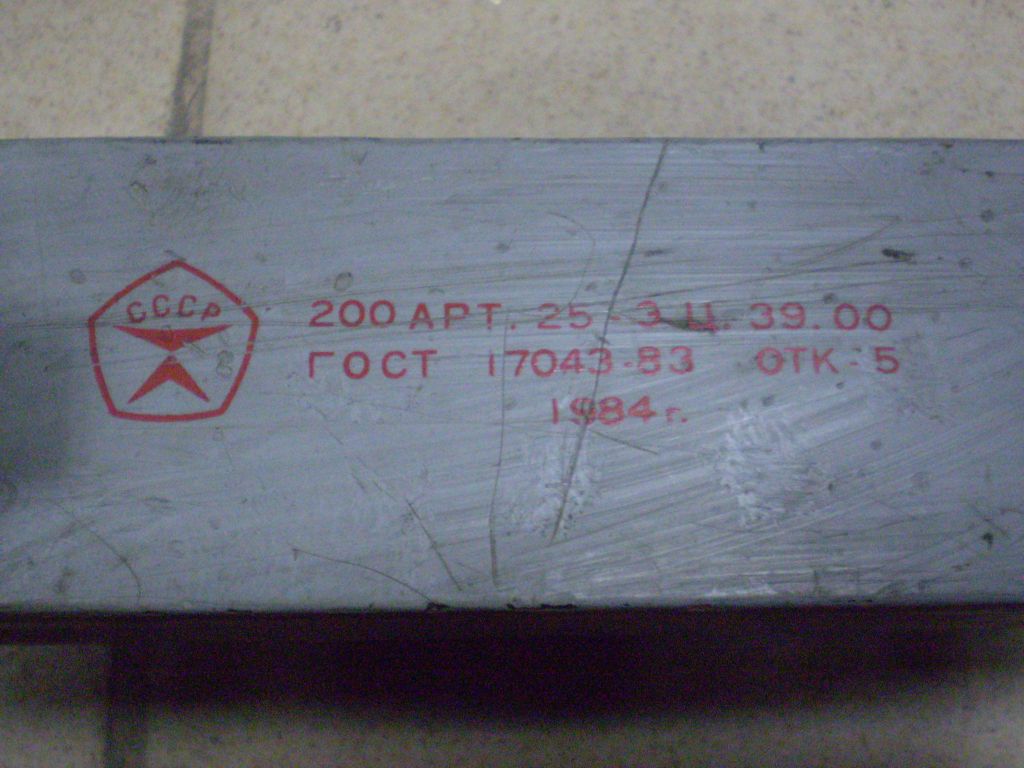 СССР
200 АРТ. 25 - 3 Ц. 39.00
ГОСТ 17043-83 ОТК - 5
1984 г.